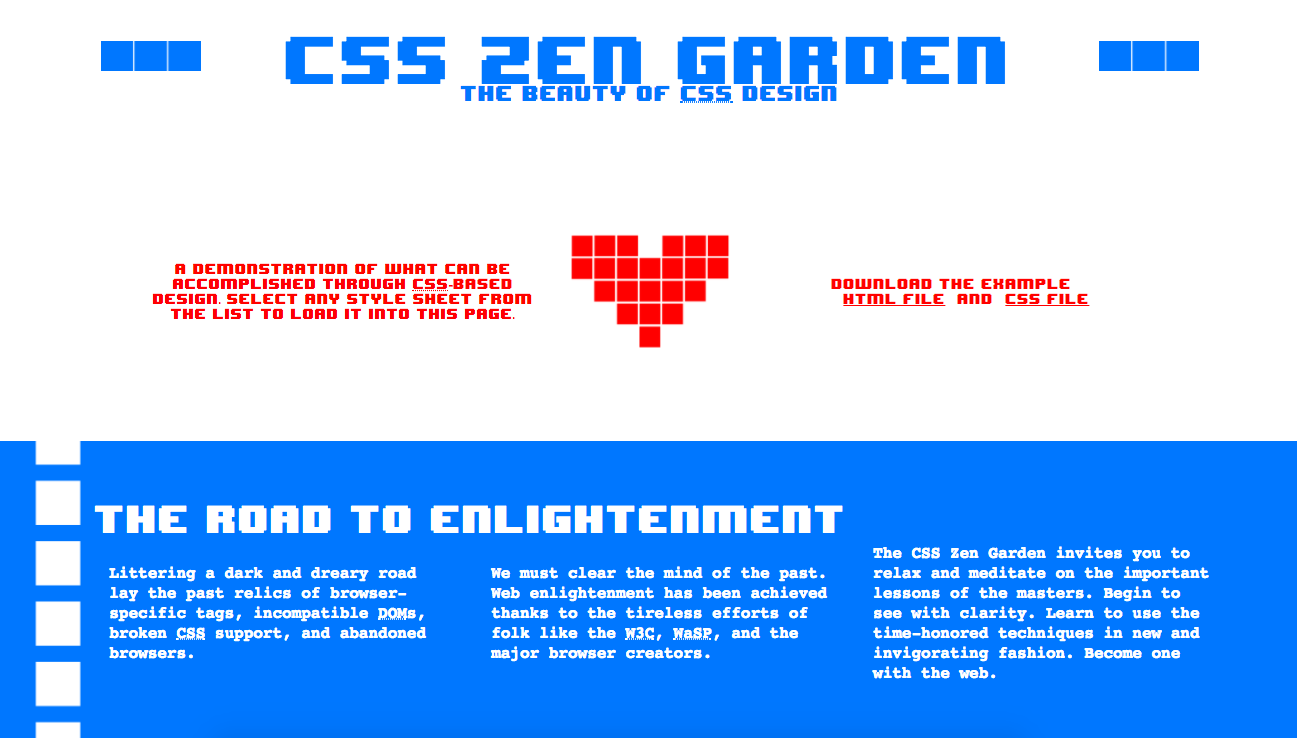 CSS ZEN GARDEN
THE BEAUTY OF CSS DESIGN
A DEMONSTRATION OF WHAT CAN BE
ACCOMPLISHED THROUGH CSS-BASED
DESIGN. SELECT ANY STYLE SHEET FROM
THE LIST TO LOAD IT INTO THIS PAGE.
DOWNLOAD THE EXAMPLE
HTML FILE AND CSS FILE
THE ROAD TO ENLIGHTENMENT
Littering a dark and dreary road
lay the past relics of browser-
specific tags, incompatible DOMs,
broken CSS support, and abandoned
browsers.
We must clear the mind of the past.
Web enlightenment has been achieved
thanks to the tireless efforts of
folk like the W3C, WaSP, and the
major browser creators.
The CSS Zen Garden invites you to
relax and meditate on the important
lessons of the masters. Begin to
see with clarity. Learn to use the
time-honored techniques in new and
invigorating fashion. Become one
with the web.